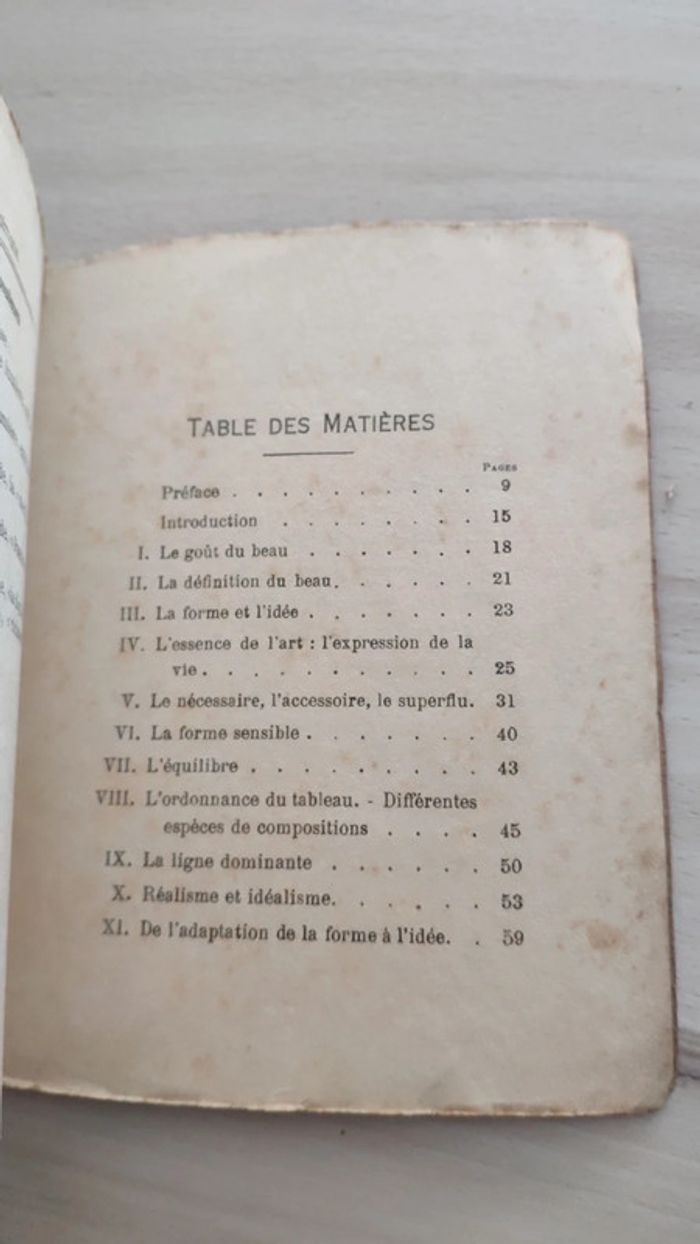 TABLE DES MATIÈRES
PAGES
Préface . . . . . . . . . . 9
Introduction . . . . . . . . 15
I. Le goût du beau . . . . . . . 18
II. La définition du beau. . . . . . 21
III. La forme et l'idée . . . . . . . 23
IV. L'essence de l'art : l'expression de la
vie. . . . . . . . . . . . 25
V. Le nécessaire, l'accessoire, le superflu. 31
VI. La forme sensible . . . . . . . 40
VII. L'équilibre . . . . . . . . . 43
VIII. L'ordonnance du tableau. - Différentes
espèces de compositions . . . . 45
IX. La ligne dominante . . . . . . 50
X. Réalisme et idéalisme. . . . . . 53
XI. De l'adaptation de la forme à l'idée. . 59